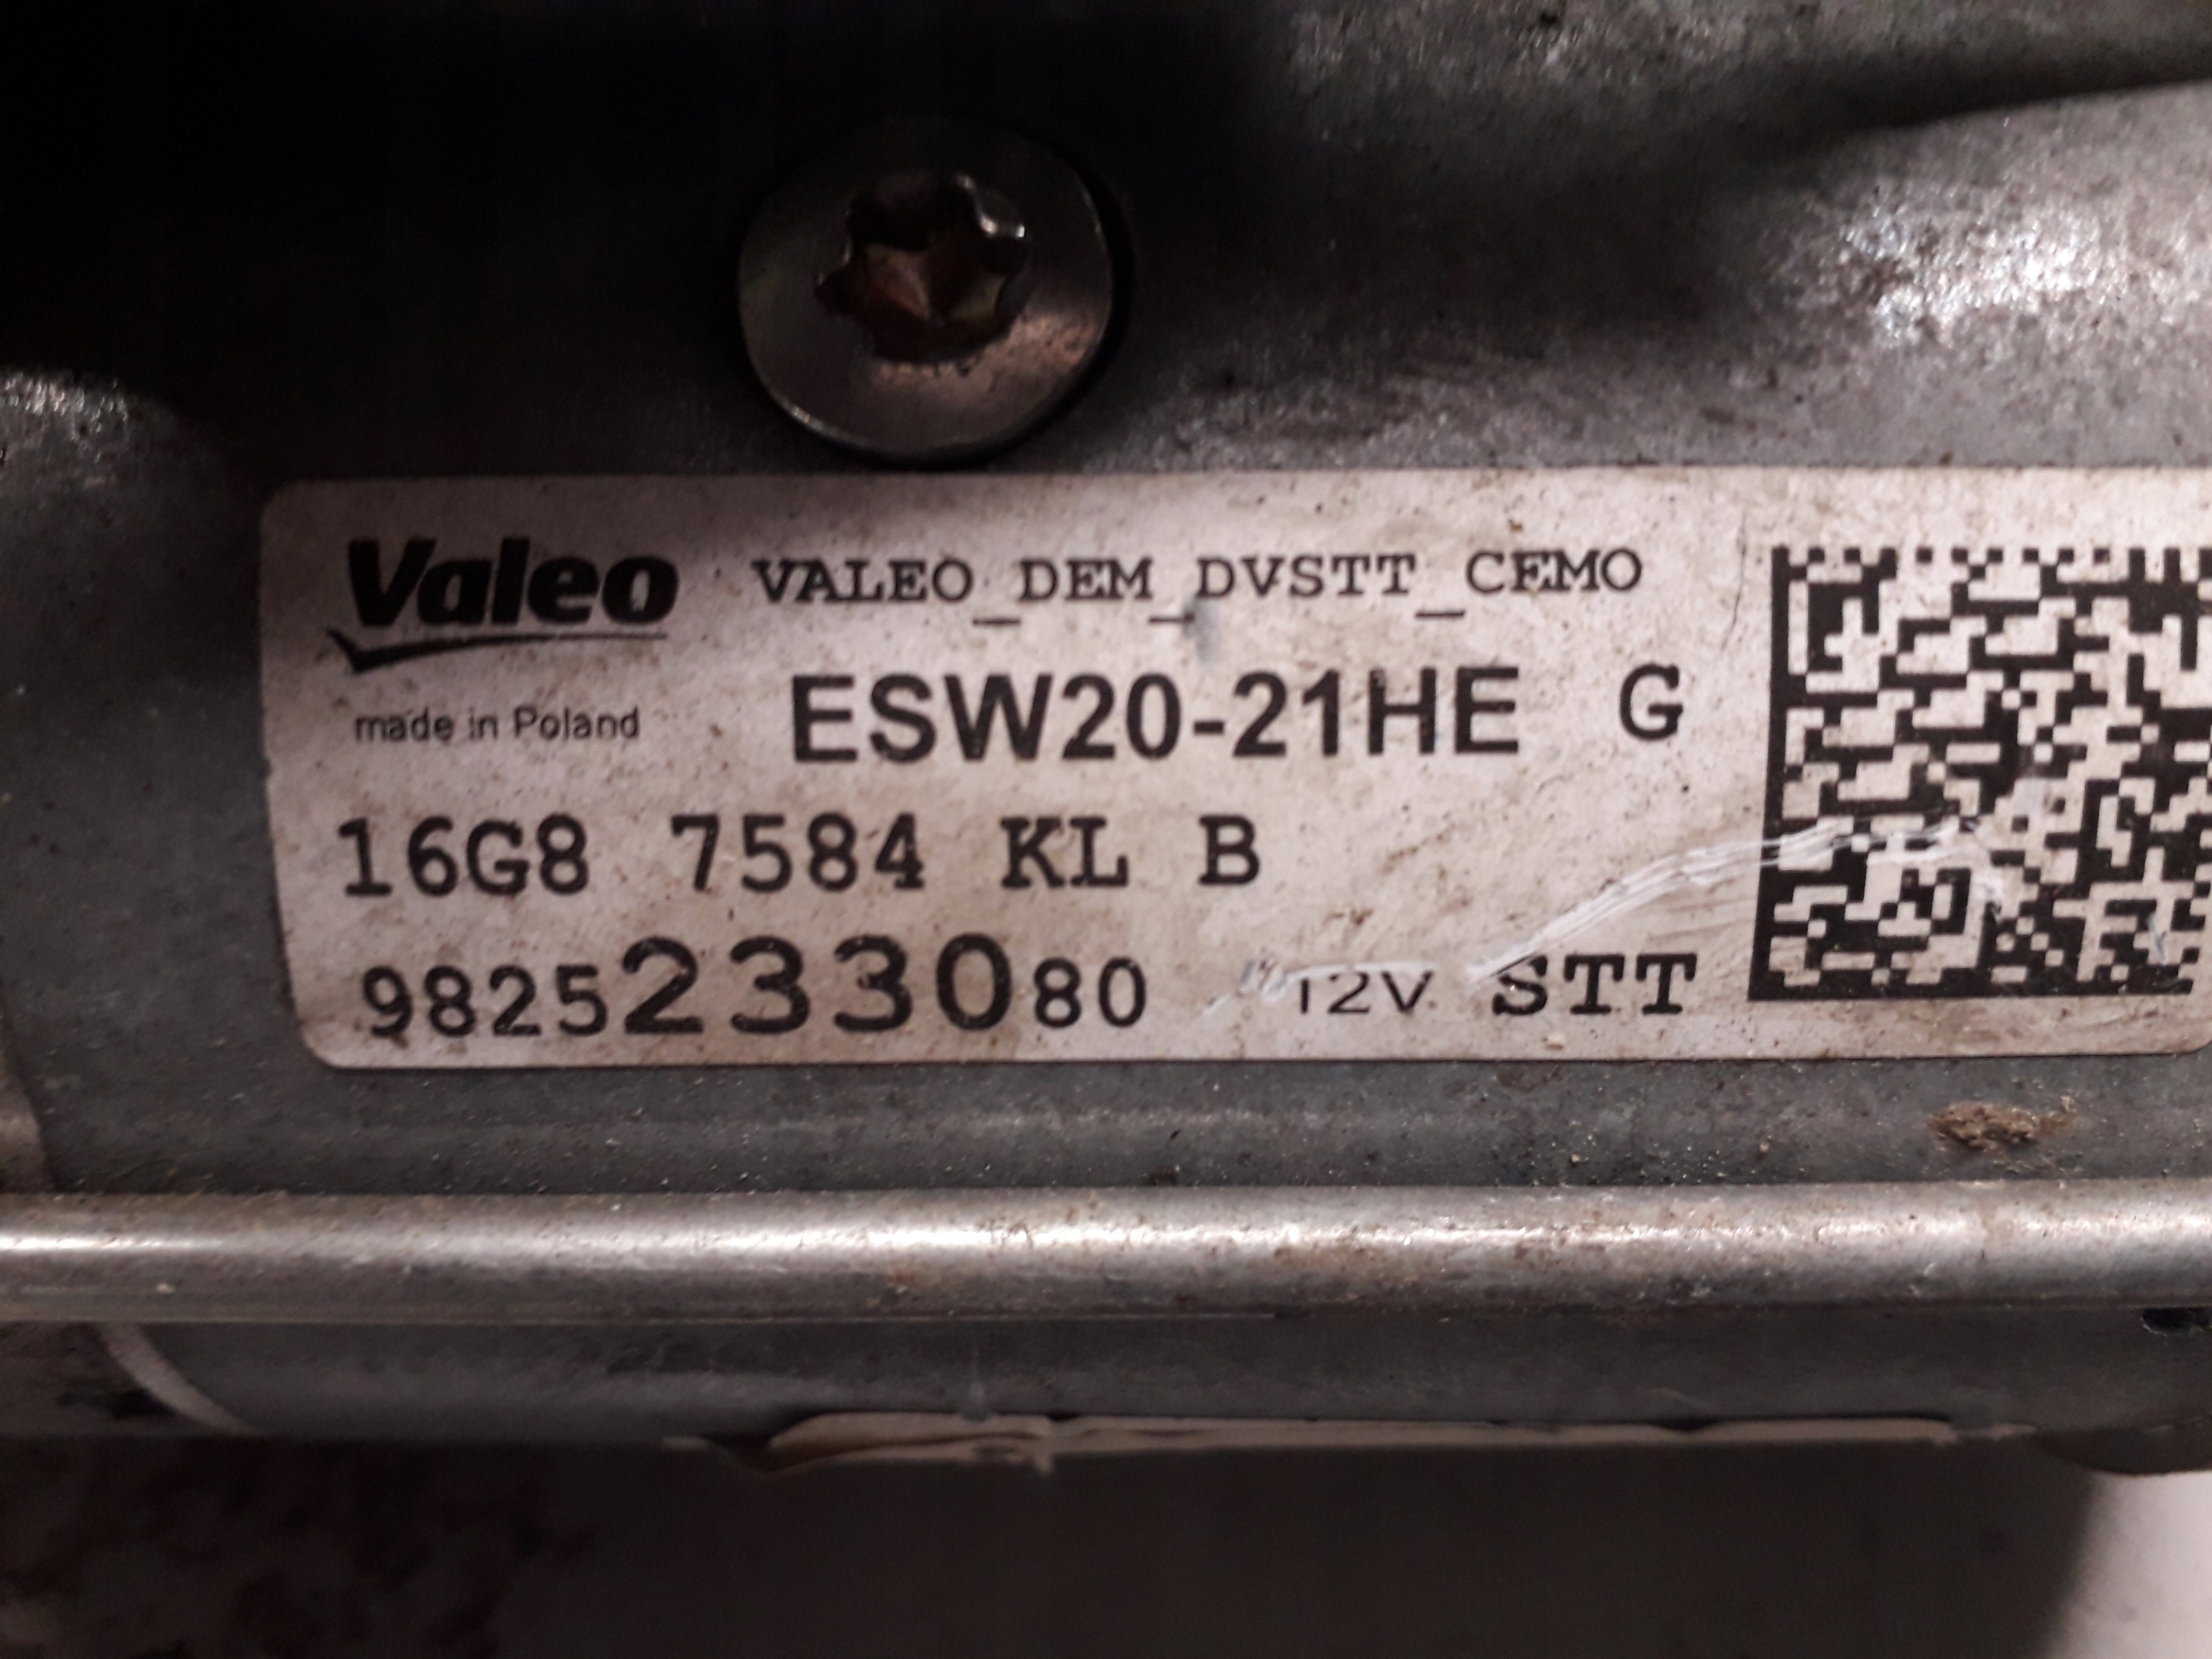 Valeo VALEO_DEM_DVSTT_CEMO
made in Poland ESW20-21HE G
16G8 7584 KL B
9825233080 12V STT